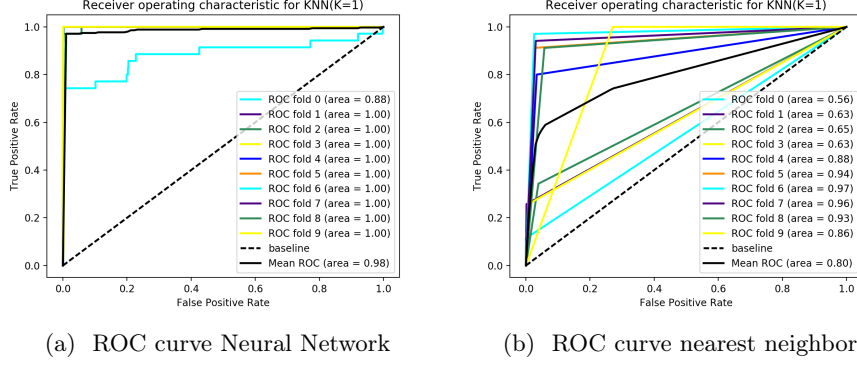 Receiver operating characteristic for KNN(K=1)
1.0
0.8
0.6
0.4
0.2
0.0
True Positive Rate
ROC fold 0 (area = 0.88)
ROC fold 1 (area = 1.00)
ROC fold 2 (area = 1.00)
ROC fold 3 (area = 1.00)
ROC fold 4 (area = 1.00)
ROC fold 5 (area = 1.00)
ROC fold 6 (area = 1.00)
ROC fold 7 (area = 1.00)
ROC fold 8 (area = 1.00)
ROC fold 9 (area = 1.00)
baseline
Mean ROC (area = 0.98)
0.0 0.2 0.4 0.6 0.8 1.0
False Positive Rate
(a) ROC curve Neural Network
Receiver operating characteristic for KNN(K=1)
1.0
0.8
0.6
0.4
0.2
0.0
True Positive Rate
ROC fold 0 (area = 0.56)
ROC fold 1 (area = 0.63)
ROC fold 2 (area = 0.65)
ROC fold 3 (area = 0.63)
ROC fold 4 (area = 0.88)
ROC fold 5 (area = 0.94)
ROC fold 6 (area = 0.97)
ROC fold 7 (area = 0.96)
ROC fold 8 (area = 0.93)
ROC fold 9 (area = 0.86)
baseline
Mean ROC (area = 0.80)
0.0 0.2 0.4 0.6 0.8 1.0
False Positive Rate
(b) ROC curve nearest neighbor